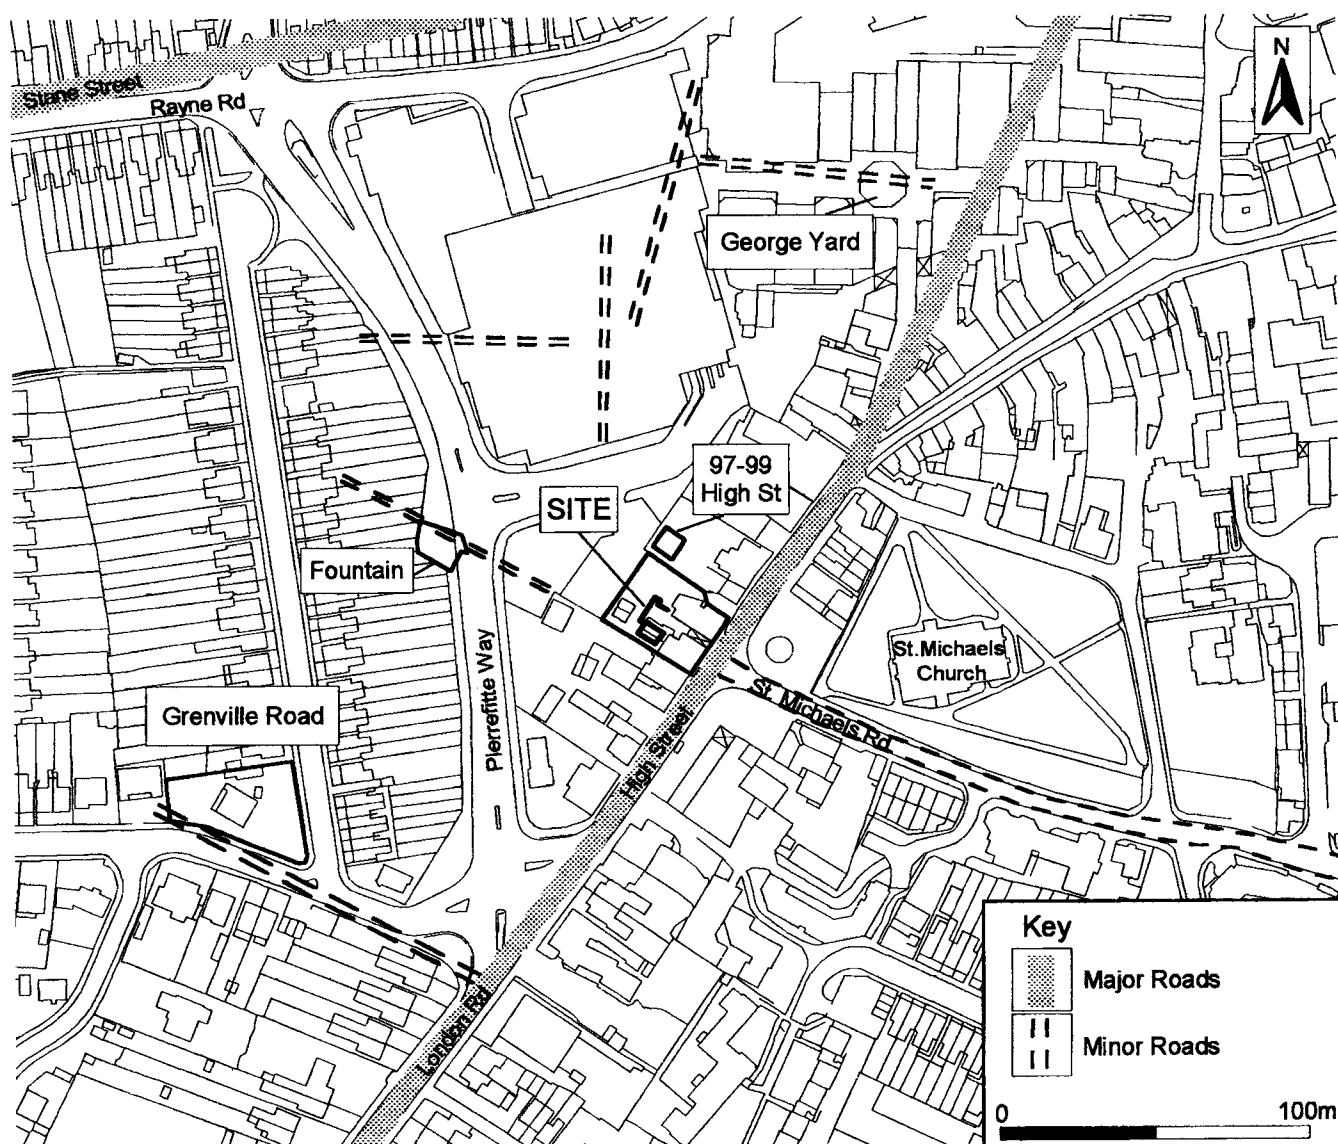 N
Stane Street
Rayne Rd
George Yard
97-99
High St
SITE
Fountain
St.Michaels
Church
Pierrefitte Way
Grenville Road
St. Michaels Rd
High Street
London Rd
Key
Major Roads
Minor Roads
0 100m